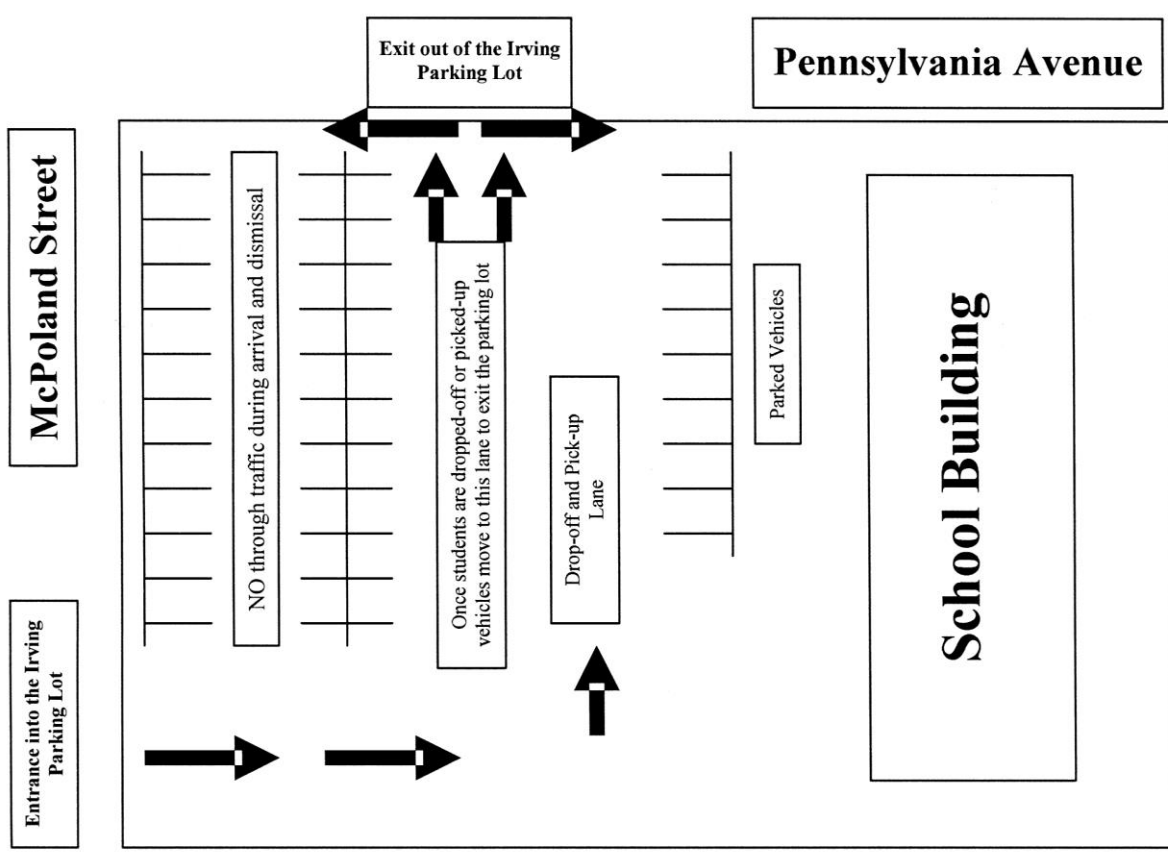 Exit out of the Irving
Parking Lot
Pennsylvania Avenue
McPoland Street
NO through traffic during arrival and dismissal
Once students are dropped-off or picked-up
vehicles move to this lane to exit the parking lot
Drop-off and Pick-up
Lane
Parked Vehicles
School Building
Entrance into the Irving
Parking Lot